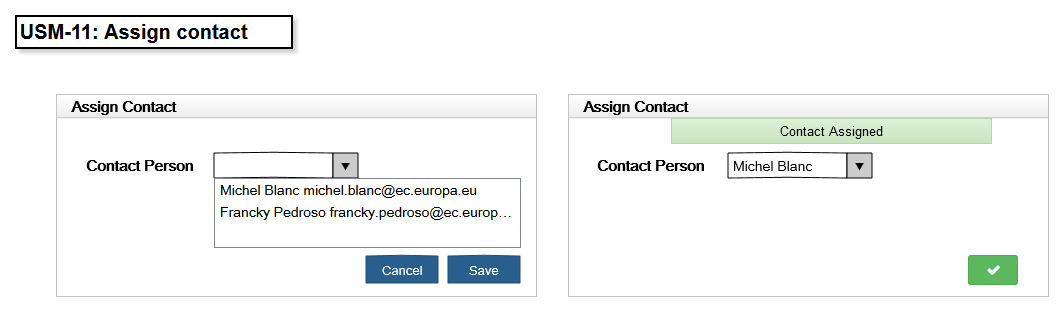 USM-11: Assign contact
Assign Contact
Contact Person
Michel Blanc michel.blanc@ec.europa.eu
Francky Pedroso francky.pedroso@ec.europ…
Cancel
Save
Assign Contact
Contact Assigned
Contact Person
Michel Blanc